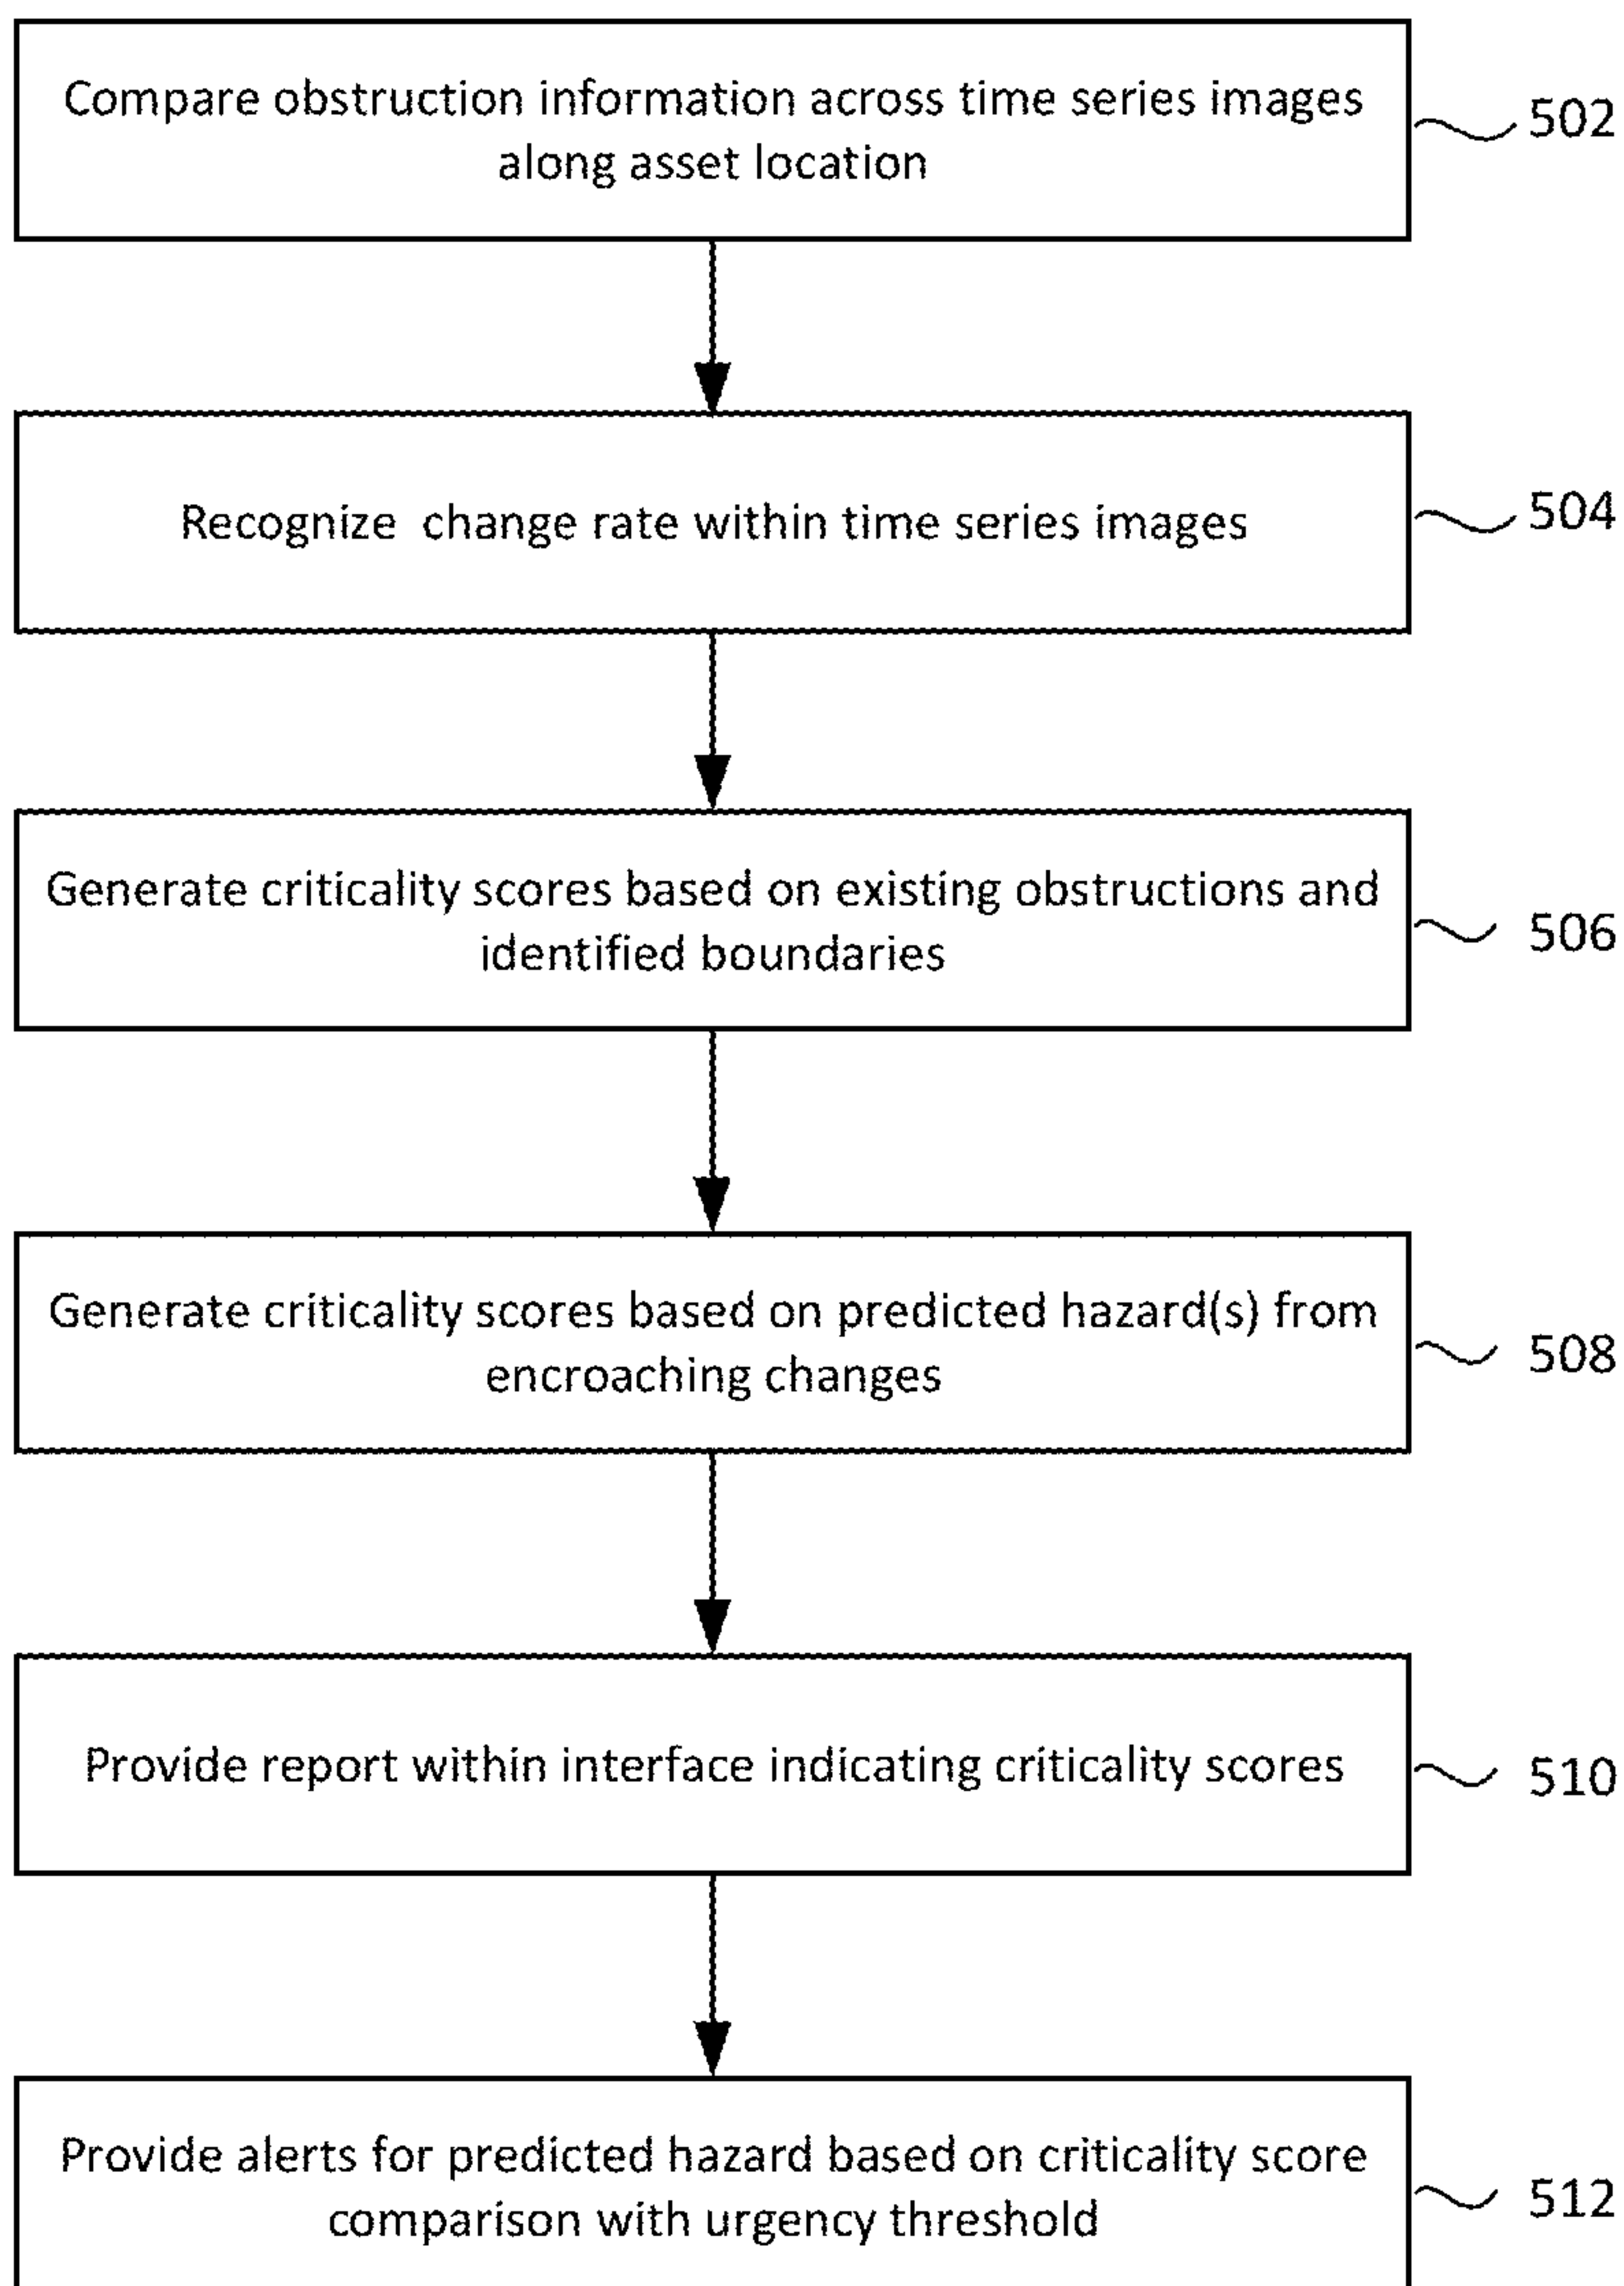 Compare obstruction information across time series images
along asset location
502
Recognize change rate within time series images
504
Generate criticality scores based on existing obstructions and
identified boundaries
506
Generate criticality scores based on predicted hazard(s) from
encroaching changes
508
Provide report within interface indicating criticality scores
510
Provide alerts for predicted hazard based on criticality score
comparison with urgency threshold
512